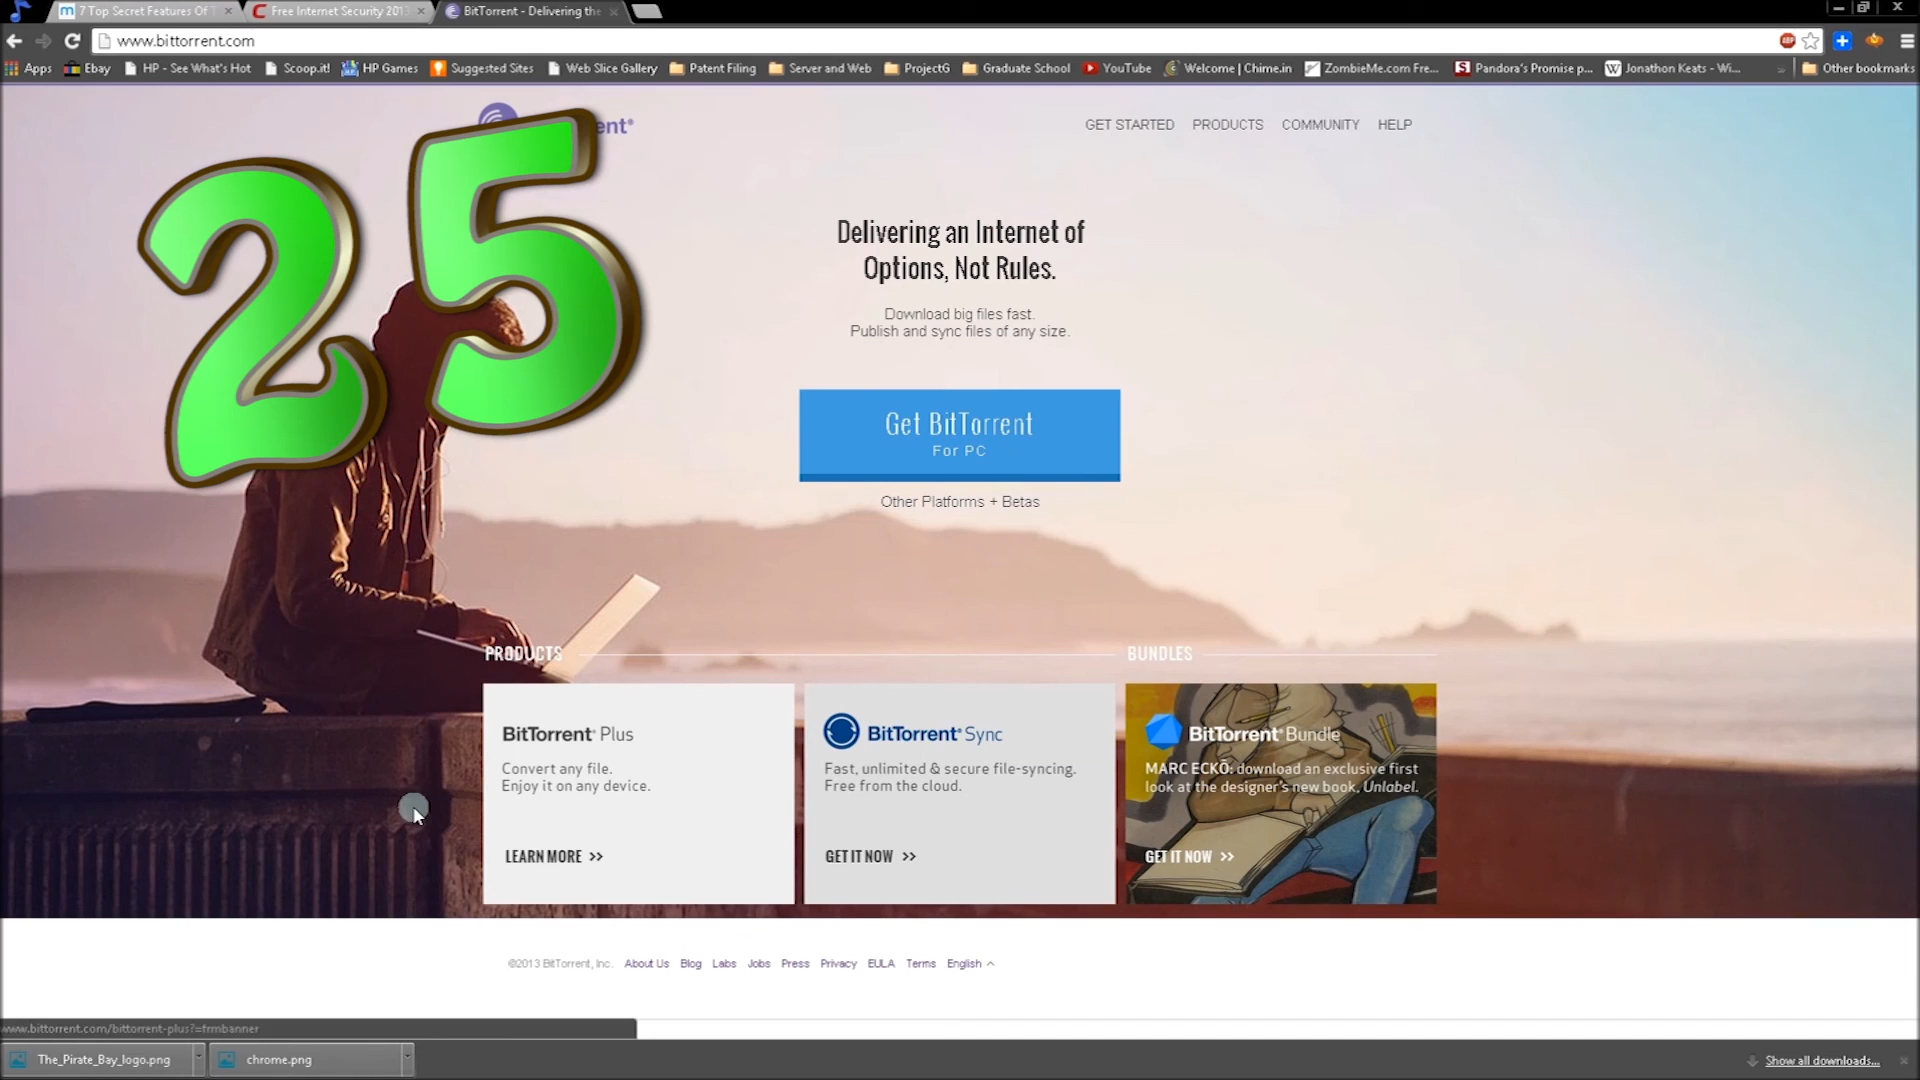 7 Top Secret Features Of T
Free Internet Security 2013
BitTorrent - Delivering the
www.bittorrent.com
ABP
Apps
Ebay
HP - See What's Hot
Scoop.it!
HP Games
Suggested Sites
Web Slice Gallery
Patent Filing
Server and Web
ProjectG
Graduate School
YouTube
Welcome | Chime.in
ZombieMe.com Fre...
Pandora's Promise p...
Jonathon Keats - Wi...
»
Other bookmarks
ent®
GET STARTED
PRODUCTS
COMMUNITY
HELP
25
Delivering an Internet of
Options, Not Rules.
Download big files fast.
Publish and sync files of any size.
Get BitTorrent
For PC
Other Platforms + Betas
PRODUCTS
BUNDLES
BitTorrent® Plus
Convert any file.
Enjoy it on any device.
LEARN MORE >>
BitTorrent® Sync
Fast, unlimited & secure file-syncing.
Free from the cloud.
GET IT NOW >>
BitTorrent® Bundle
MARC ECKŌ: download an exclusive first
look at the designer's new book, Unlabel.
GET IT NOW >>
©2013 BitTorrent, Inc. About Us Blog Labs Jobs Press Privacy EULA Terms English
www.bittorrent.com/bittorrent-plus?=frmbanner
The_Pirate_Bay_logo.png
chrome.png
Show all downloads...